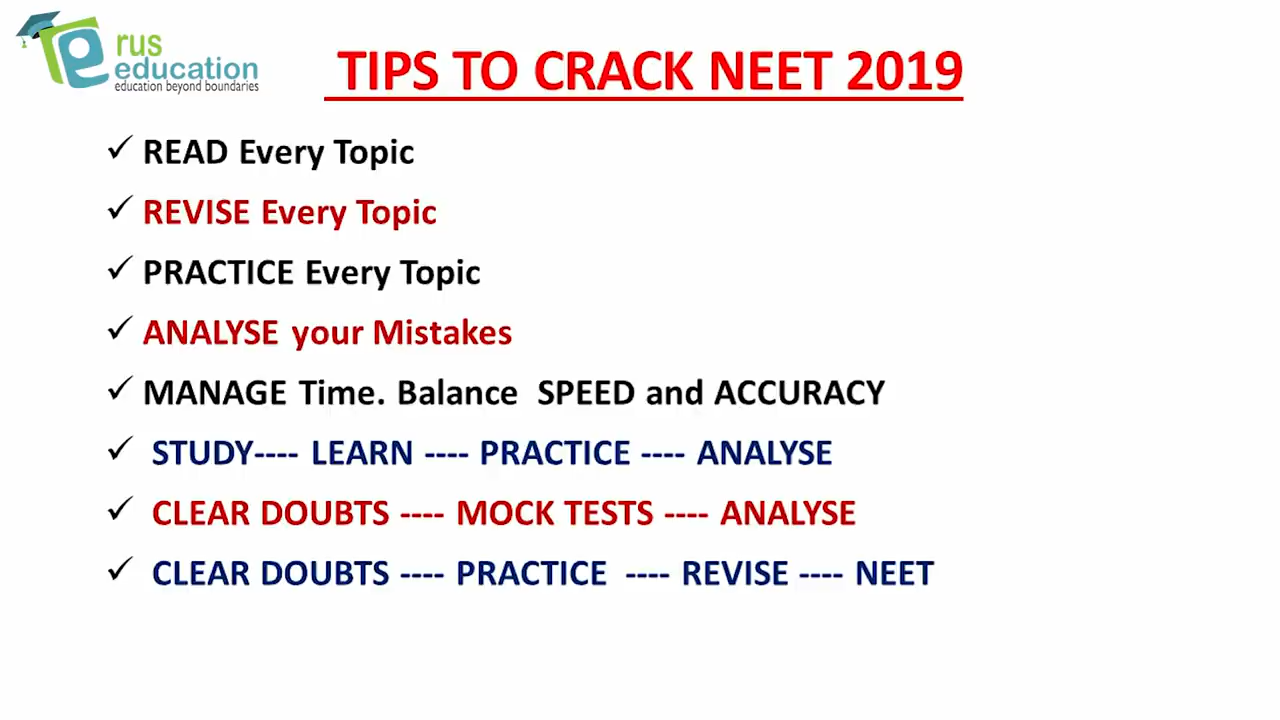 rus
education
education beyond boundaries
TIPS TO CRACK NEET 2019
✓ READ Every Topic
✓ REVISE Every Topic
✓ PRACTICE Every Topic
✓ ANALYSE your Mistakes
✓ MANAGE Time. Balance SPEED and ACCURACY
✓ STUDY---- LEARN ---- PRACTICE ---- ANALYSE
✓ CLEAR DOUBTS ---- MOCK TESTS ---- ANALYSE
✓ CLEAR DOUBTS ---- PRACTICE ---- REVISE ---- NEET